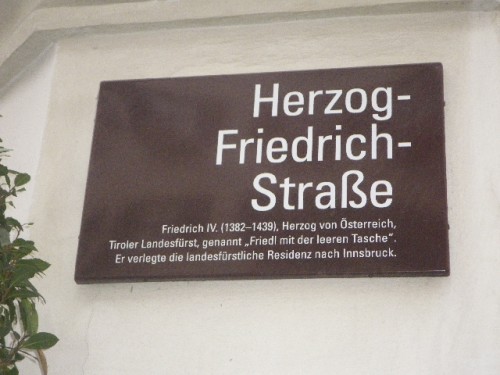 Herzog-
Friedrich-
Straße
Friedrich IV. (1382–1439), Herzog von Österreich,
Tiroler Landesfürst, genannt „Friedl mit der leeren Tasche“.
Er verlegte die landesfürstliche Residenz nach Innsbruck.